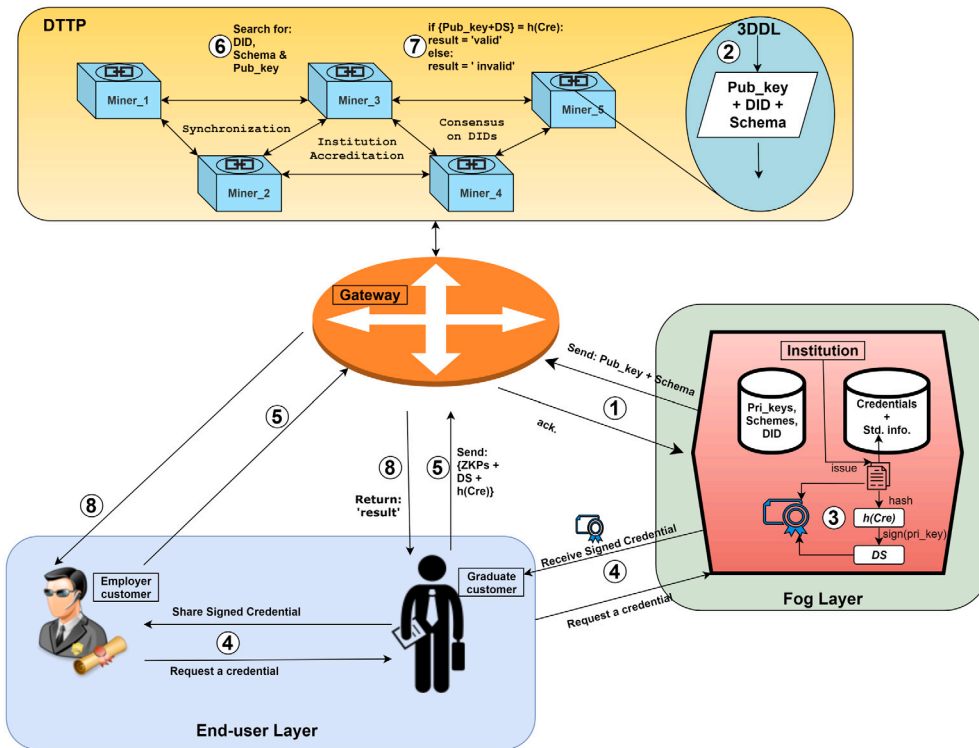 DTTP
6
Search for:
DID,
Schema &
Pub_key
7
if {Pub_key+DS} = h(Cre):
result = 'valid'
else:
result = ' invalid'
3DDL
2
Pub_key
+ DID +
Schema
Miner_1
Miner_3
Miner_5
Synchronization
Institution
Accreditation
Consensus
on DIDs
Miner_2
Miner_4
Gateway
Send: Pub_key + Schema
1
ack.
5
8
8
Return:
'result'
5
Send:
{ZKPs +
DS +
h(Cre)}
Institution
Pri_keys,
Schemes,
DID
Credentials
+
Std. info.
issue
hash
3
h(Cre)
sign(pri_key)
DS
Fog Layer
Receive Signed Credential
4
Request a credential
Employer
customer
Graduate
customer
Share Signed Credential
4
Request a credential
End-user Layer